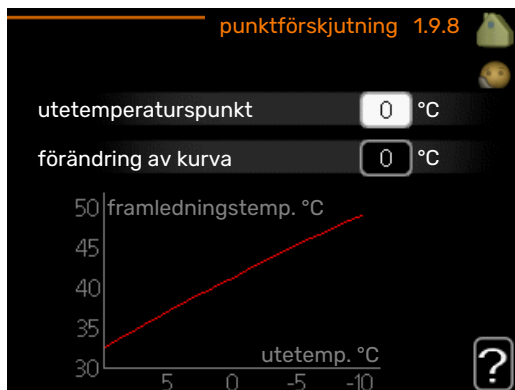 punktförskjutning 1.9.8
utetemperaturspunkt 0 °C
förändring av kurva 0 °C
50 framledningstemp. °C
45
40
35
30
utetemp. °C
5 0 -5 -10
?